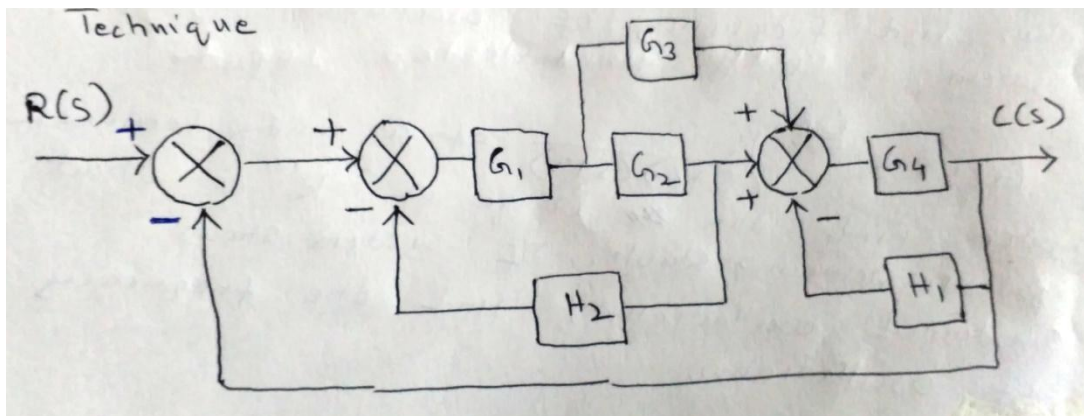 Technique
G3
R(S) + + + C(S)
G1 G2 G4
− − + −
H2 H1